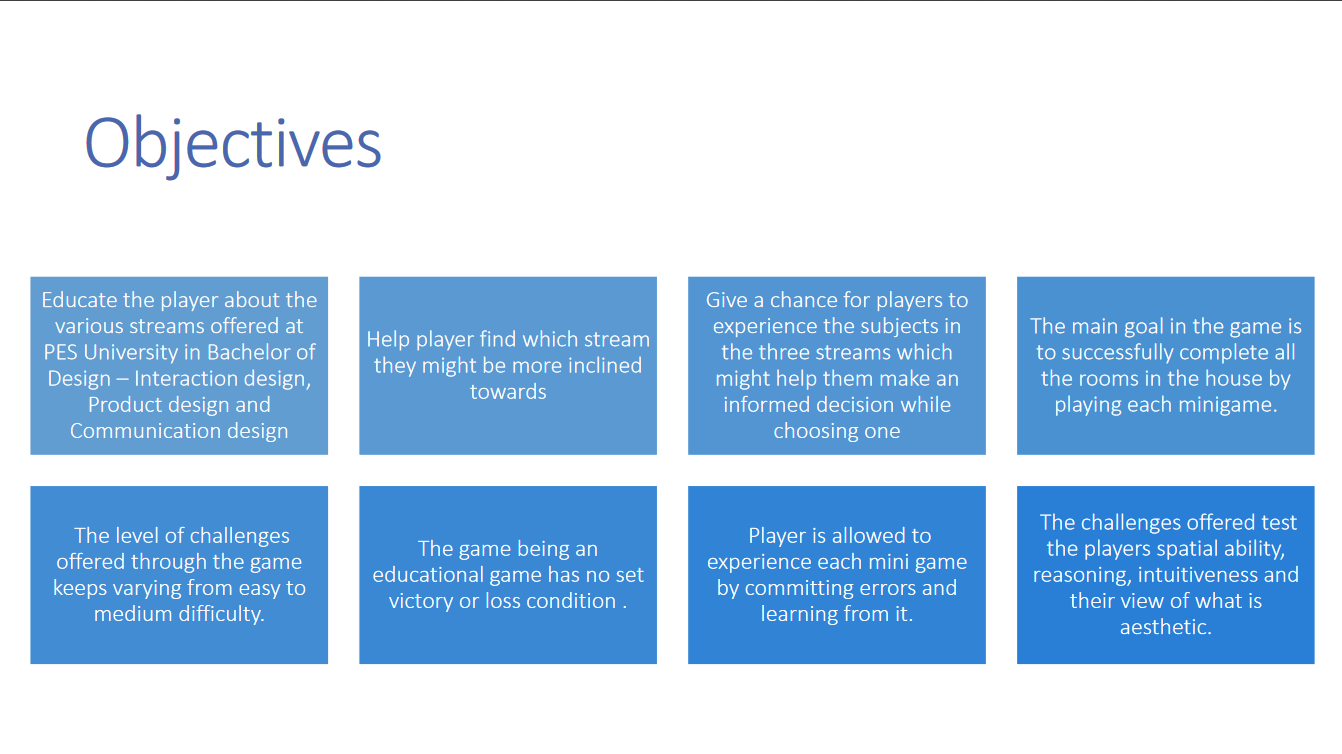 Objectives
Educate the player about the
various streams offered at
PES University in Bachelor of
Design – Interaction design,
Product design and
Communication design
Help player find which stream
they might be more inclined
towards
Give a chance for players to
experience the subjects in
the three streams which
might help them make an
informed decision while
choosing one
The main goal in the game is
to successfully complete all
the rooms in the house by
playing each minigame.
The level of challenges
offered through the game
keeps varying from easy to
medium difficulty.
The game being an
educational game has no set
victory or loss condition .
Player is allowed to
experience each mini game
by committing errors and
learning from it.
The challenges offered test
the players spatial ability,
reasoning, intuitiveness and
their view of what is
aesthetic.